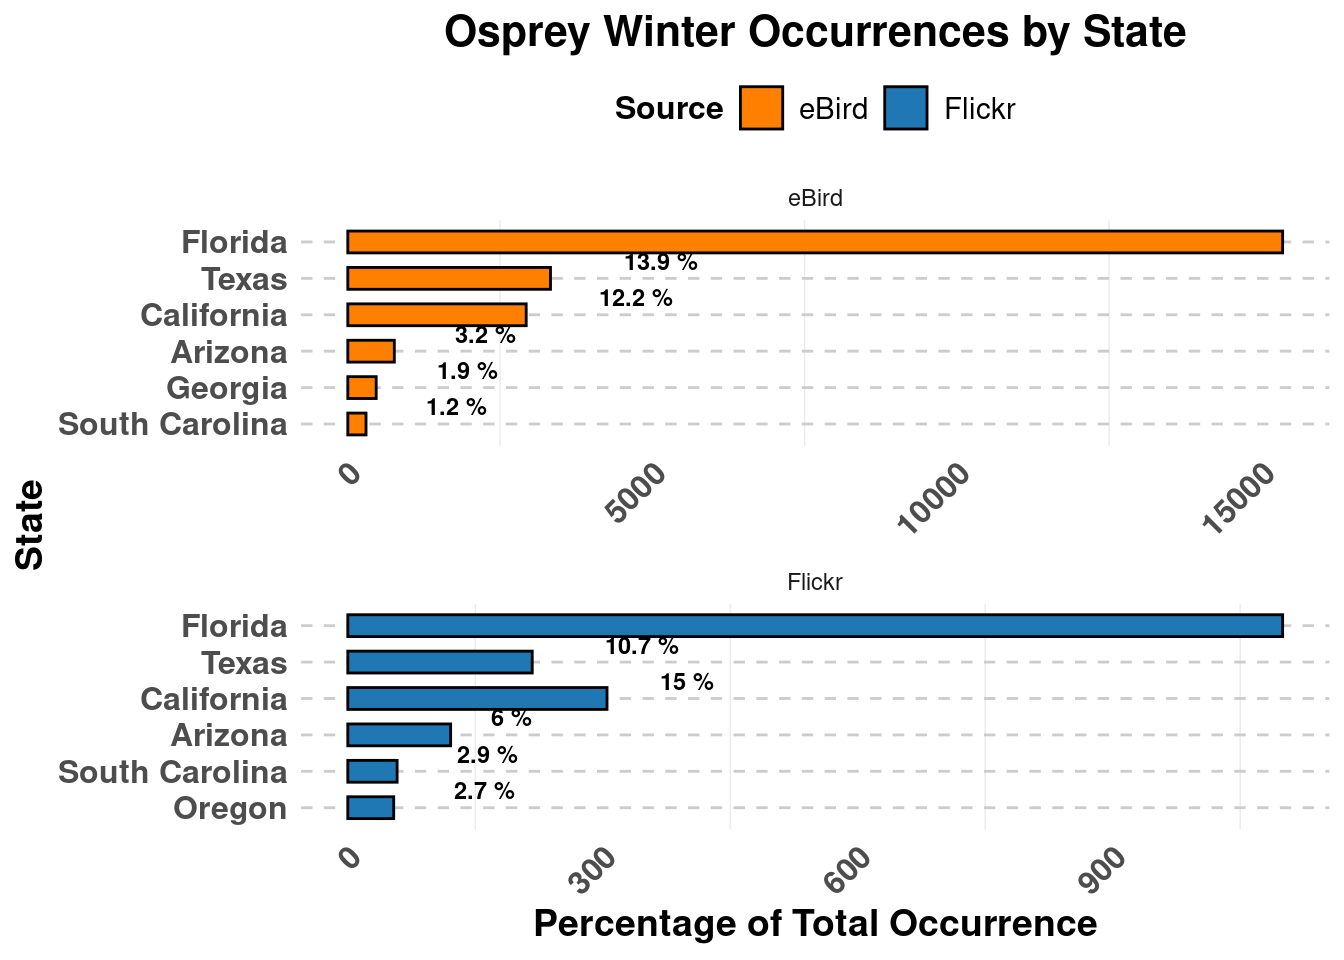 Osprey Winter Occurrences by State
Source eBird Flickr
eBird
Florida
13.9 %
Texas
12.2 %
California
3.2 %
Arizona
1.9 %
Georgia
1.2 %
South Carolina
0 5000 10000 15000
State
Flickr
Florida
10.7 %
Texas
15 %
California
6 %
Arizona
2.9 %
South Carolina
2.7 %
Oregon
0 300 600 900
Percentage of Total Occurrence